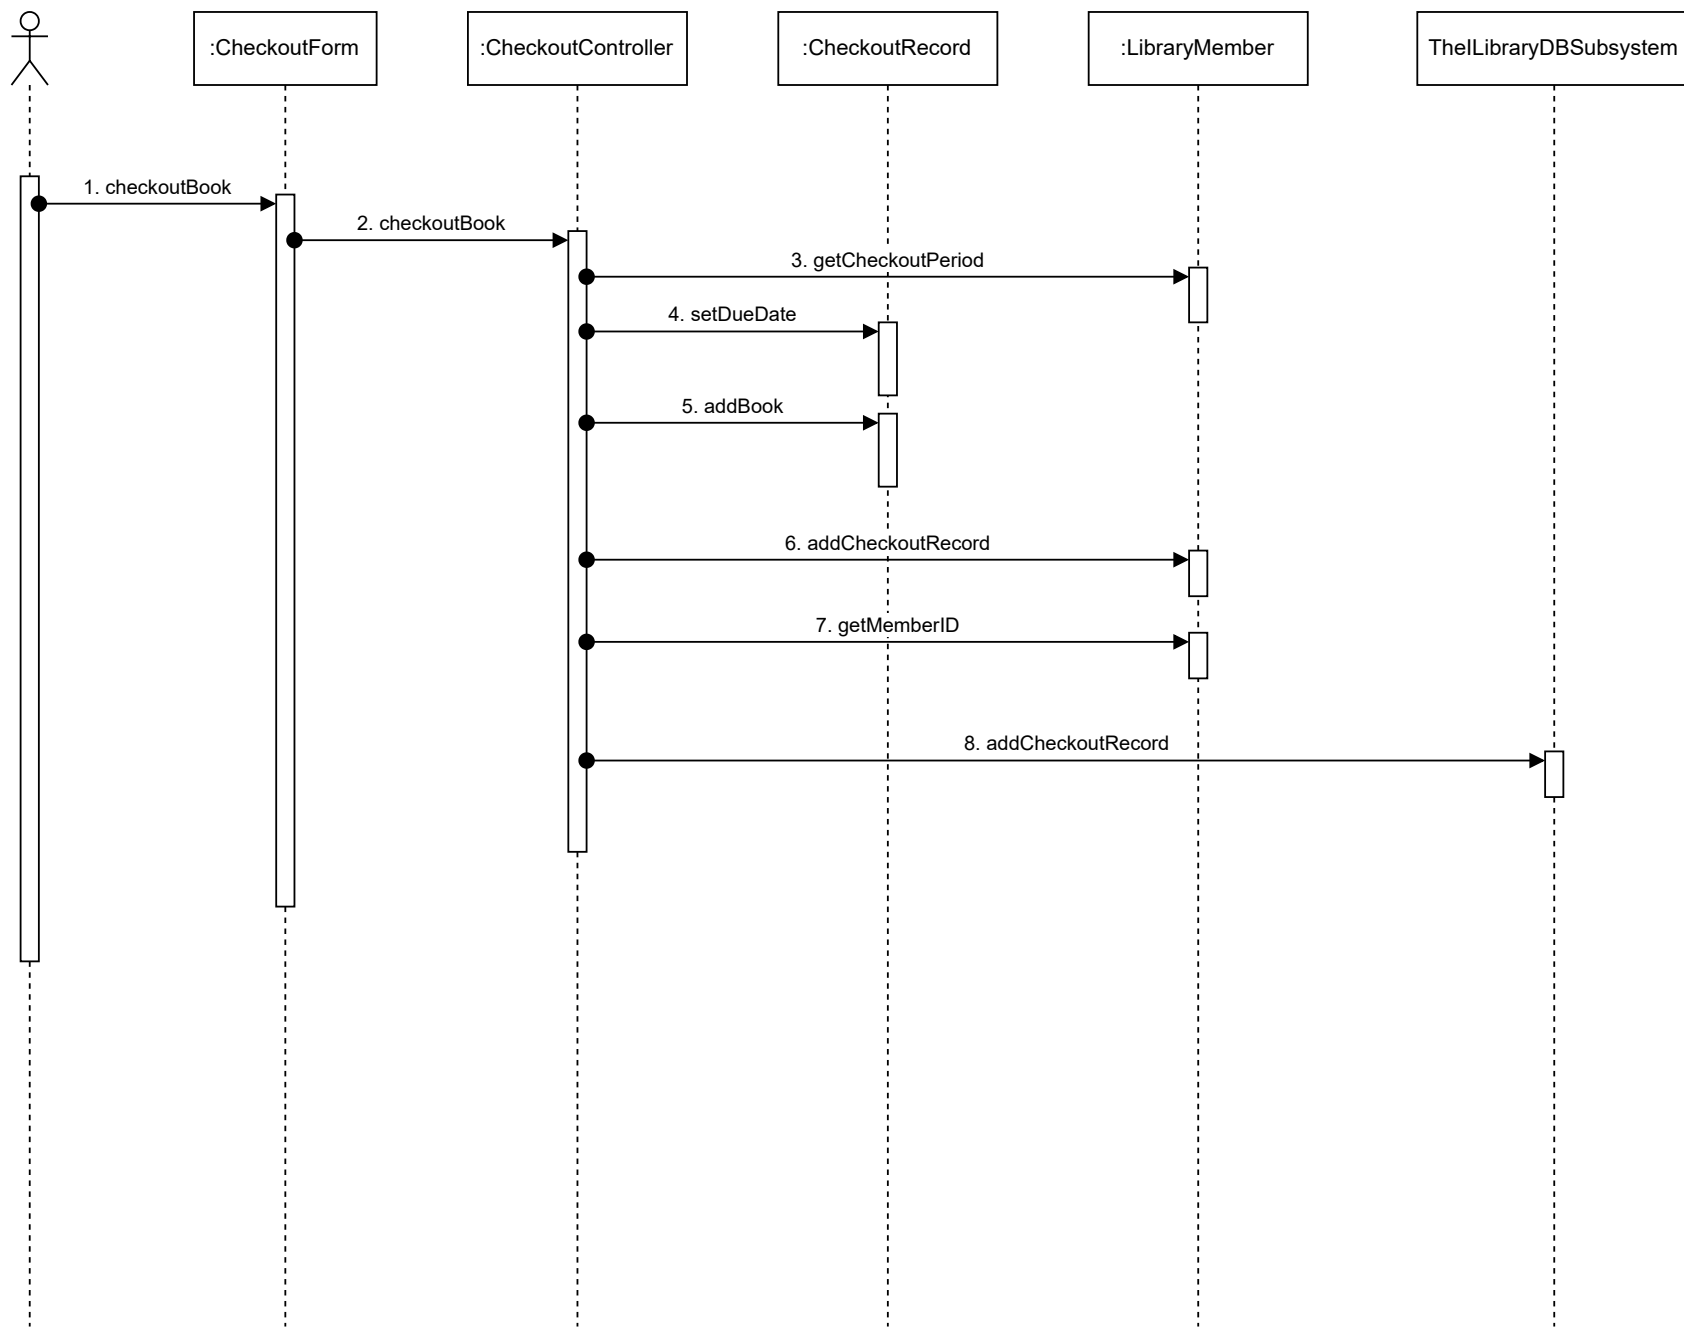 :CheckoutForm
:CheckoutController
:CheckoutRecord
:LibraryMember
TheILibraryDBSubsystem
1. checkoutBook
2. checkoutBook
3. getCheckoutPeriod
4. setDueDate
5. addBook
6. addCheckoutRecord
7. getMemberID
8. addCheckoutRecord